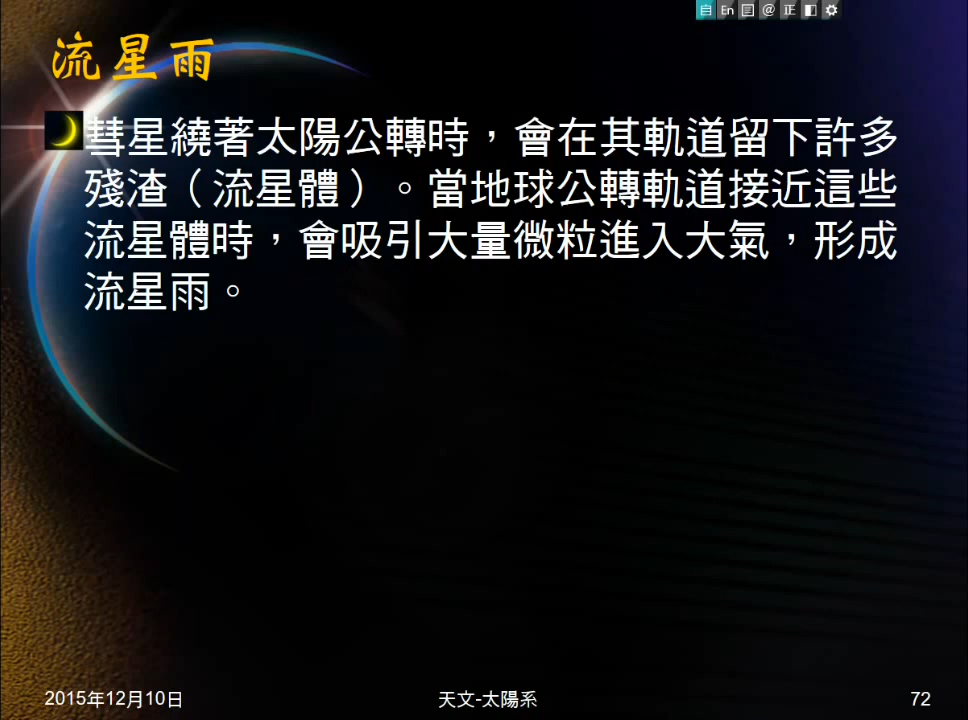 自 En @ 正
流星雨
彗星繞著太陽公轉時，會在其軌道留下許多
殘渣（流星體）。當地球公轉軌道接近這些
流星體時，會吸引大量微粒進入大氣，形成
流星雨。
2015年12月10日 天文-太陽系 72